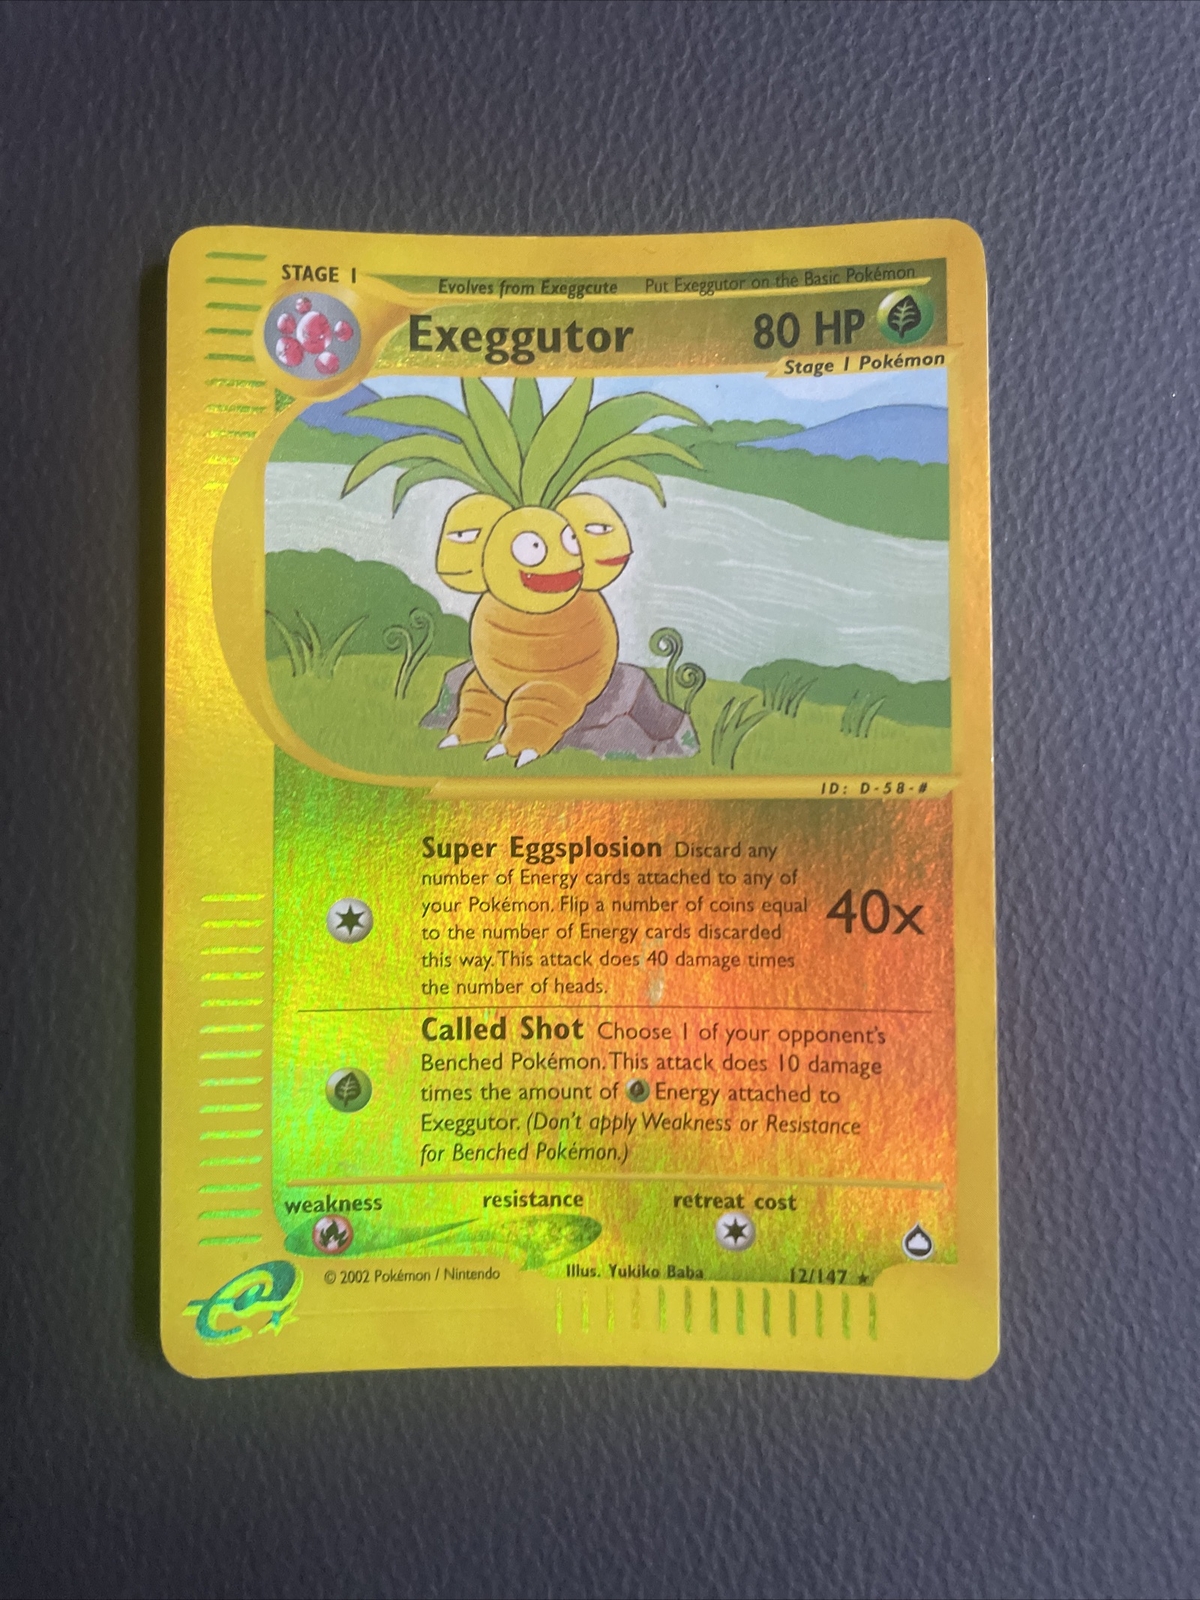 STAGE 1
Evolves from Exeggcute Put Exeggutor on the Basic Pokémon
Exeggutor 80 HP
Stage 1 Pokémon
ID: D-58-#
Super Eggsplosion Discard any
number of Energy cards attached to any of
your Pokémon. Flip a number of coins equal
to the number of Energy cards discarded
this way. This attack does 40 damage times
the number of heads.
40x
Called Shot Choose 1 of your opponent's
Benched Pokémon. This attack does 10 damage
times the amount of Energy attached to
Exeggutor. (Don't apply Weakness or Resistance
for Benched Pokémon.)
weakness resistance retreat cost
© 2002 Pokémon / Nintendo Illus. Yukiko Baba 12/147 ★
e